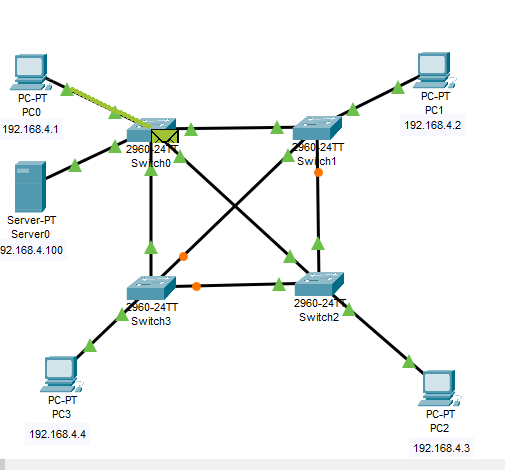 PC-PT
PC0
192.168.4.1
PC-PT
PC1
192.168.4.2
2960-24TT
Switch0
2960-24TT
Switch1
Server-PT
Server0
92.168.4.100
2960-24TT
Switch3
2960-24TT
Switch2
PC-PT
PC3
192.168.4.4
PC-PT
PC2
192.168.4.3